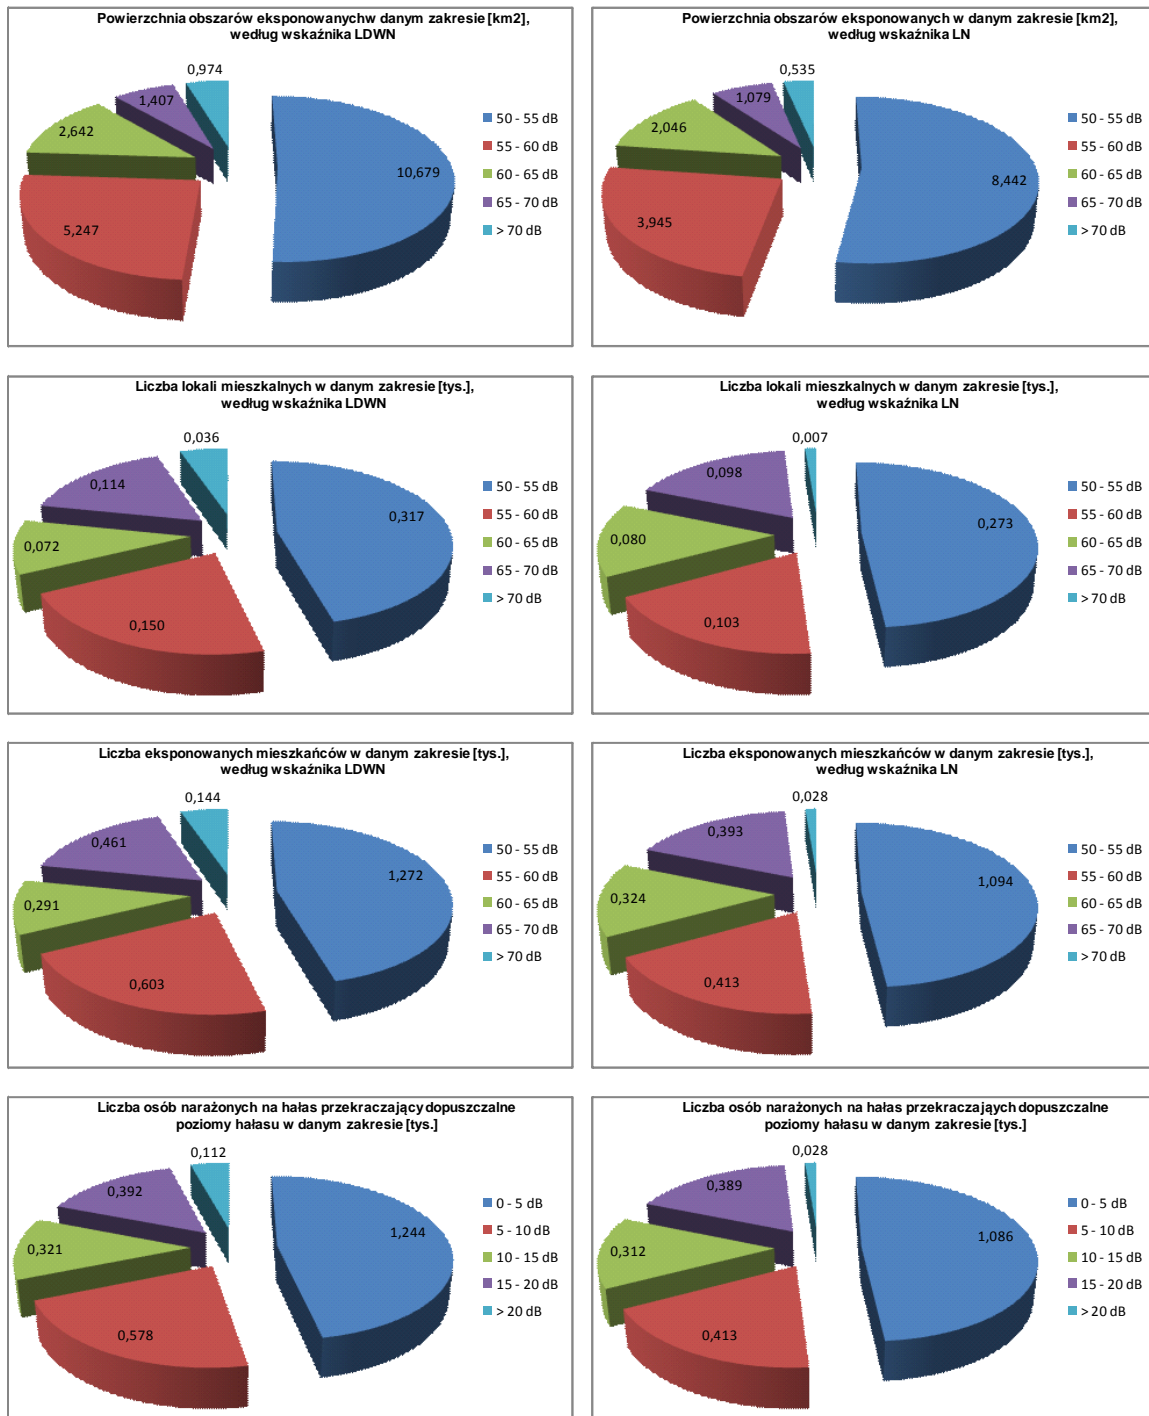 Powierzchnia obszarów eksponowanychw danym zakresie [km2],
według wskaźnika LDWN
0,974
1,407
2,642
10,679
5,247
50 - 55 dB
55 - 60 dB
60 - 65 dB
65 - 70 dB
> 70 dB
Powierzchnia obszarów eksponowanych w danym zakresie [km2],
według wskaźnika LN
0,535
1,079
2,046
8,442
3,945
50 - 55 dB
55 - 60 dB
60 - 65 dB
65 - 70 dB
> 70 dB
Liczba lokali mieszkalnych w danym zakresie [tys.],
według wskaźnika LDWN
0,036
0,114
0,317
0,072
0,150
50 - 55 dB
55 - 60 dB
60 - 65 dB
65 - 70 dB
> 70 dB
Liczba lokali mieszkalnych w danym zakresie [tys.],
według wskaźnika LN
0,007
0,098
0,273
0,080
0,103
50 - 55 dB
55 - 60 dB
60 - 65 dB
65 - 70 dB
> 70 dB
Liczba eksponowanych mieszkańców w danym zakresie [tys.],
według wskaźnika LDWN
0,144
0,461
1,272
0,291
0,603
50 - 55 dB
55 - 60 dB
60 - 65 dB
65 - 70 dB
> 70 dB
Liczba eksponowanych mieszkańców w danym zakresie [tys.],
według wskaźnika LN
0,028
0,393
1,094
0,324
0,413
50 - 55 dB
55 - 60 dB
60 - 65 dB
65 - 70 dB
> 70 dB
Liczba osób narażonych na hałas przekraczający dopuszczalne
poziomy hałasu w danym zakresie [tys.]
0,112
0,392
1,244
0,321
0,578
0 - 5 dB
5 - 10 dB
10 - 15 dB
15 - 20 dB
> 20 dB
Liczba osób narażonych na hałas przekraczająych dopuszczalne
poziomy hałasu w danym zakresie [tys.]
0,028
0,389
1,086
0,312
0,413
0 - 5 dB
5 - 10 dB
10 - 15 dB
15 - 20 dB
> 20 dB